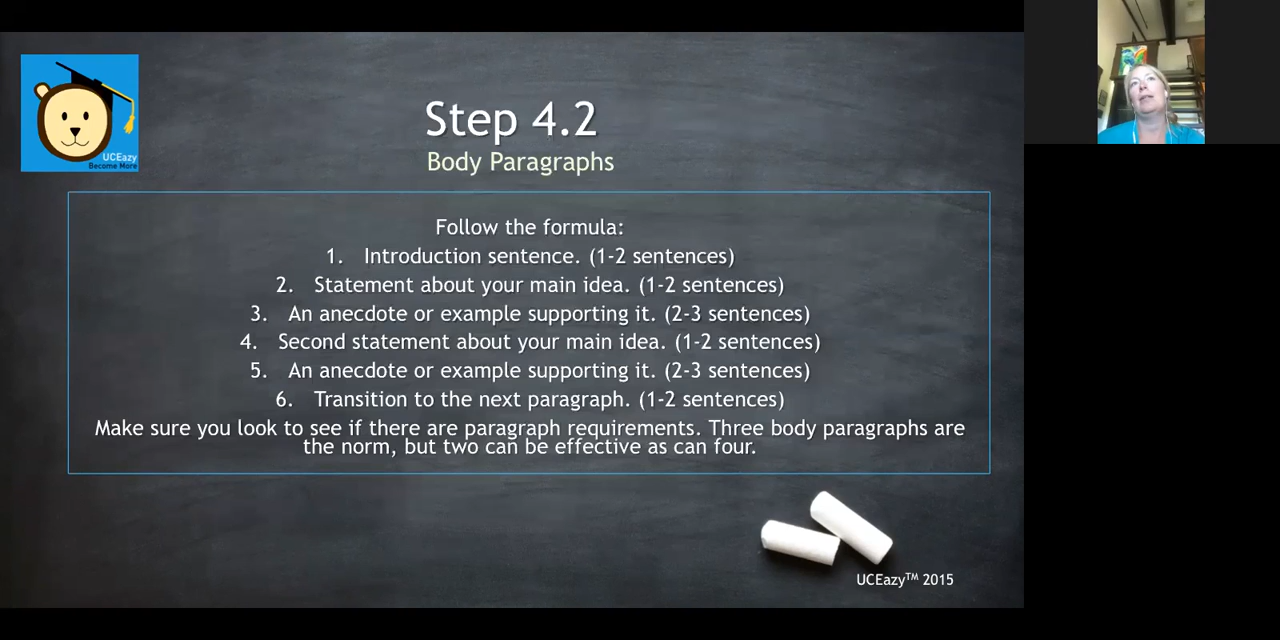 UCEazy
Become More
Step 4.2
Body Paragraphs
Follow the formula:
1. Introduction sentence. (1-2 sentences)
2. Statement about your main idea. (1-2 sentences)
3. An anecdote or example supporting it. (2-3 sentences)
4. Second statement about your main idea. (1-2 sentences)
5. An anecdote or example supporting it. (2-3 sentences)
6. Transition to the next paragraph. (1-2 sentences)
Make sure you look to see if there are paragraph requirements. Three body paragraphs are
the norm, but two can be effective as can four.
UCEazy™ 2015